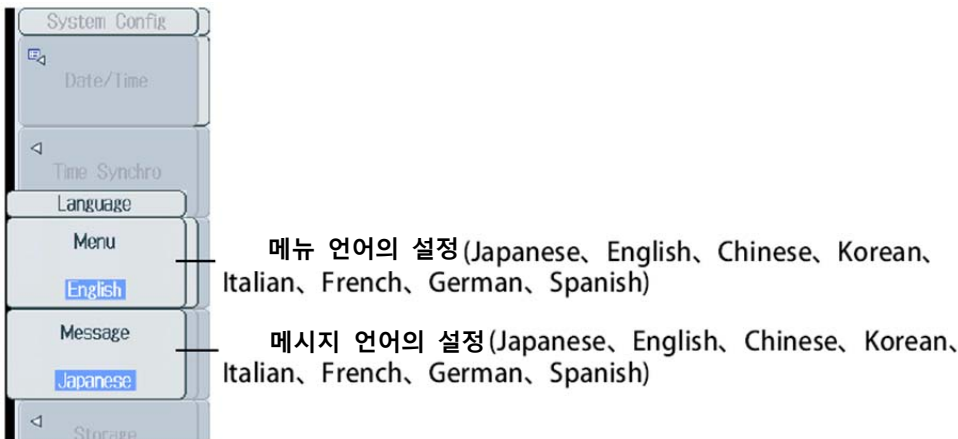 System Config
Date/Time
Time Synchro
Language
Menu
English
메뉴 언어의 설정(Japanese、English、Chinese、Korean、
Italian、French、German、Spanish)
Message
Japanese
메시지 언어의 설정(Japanese、English、Chinese、Korean、
Italian、French、German、Spanish)
Storage